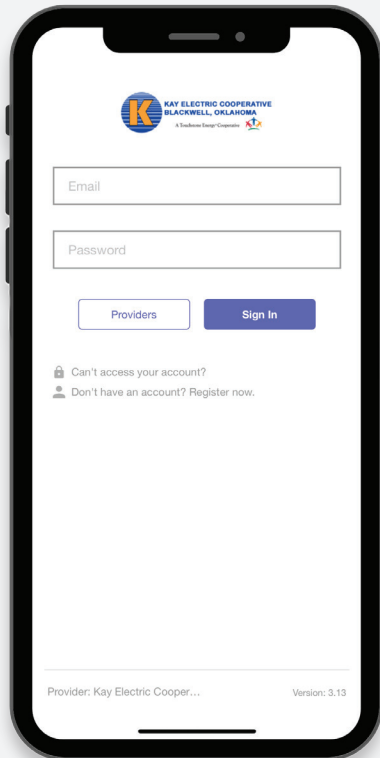 K
KAY ELECTRIC COOPERATIVE
BLACKWELL, OKLAHOMA
A Touchstone Energy® Cooperative
Email
Password
Providers
Sign In
Can't access your account?
Don't have an account? Register now.
Provider: Kay Electric Cooper…
Version: 3.13